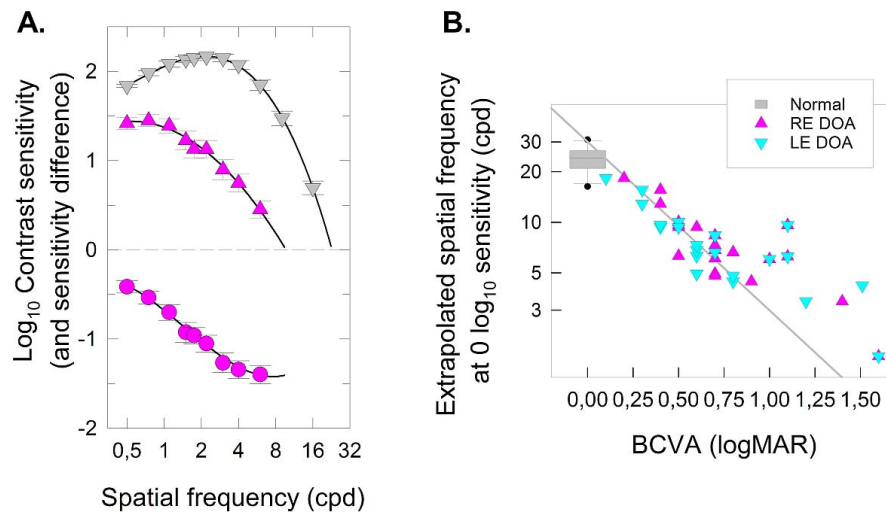 A.
Log10 Contrast sensitivity
(and sensitivity difference)
2
1
0
-1
-2
0,5 1 2 4 8 16 32
Spatial frequency (cpd)
B.
Extrapolated spatial frequency
at 0 log10 sensitivity (cpd)
Normal
RE DOA
LE DOA
30
20
10
5
3
0,00 0,25 0,50 0,75 1,00 1,25 1,50
BCVA (logMAR)